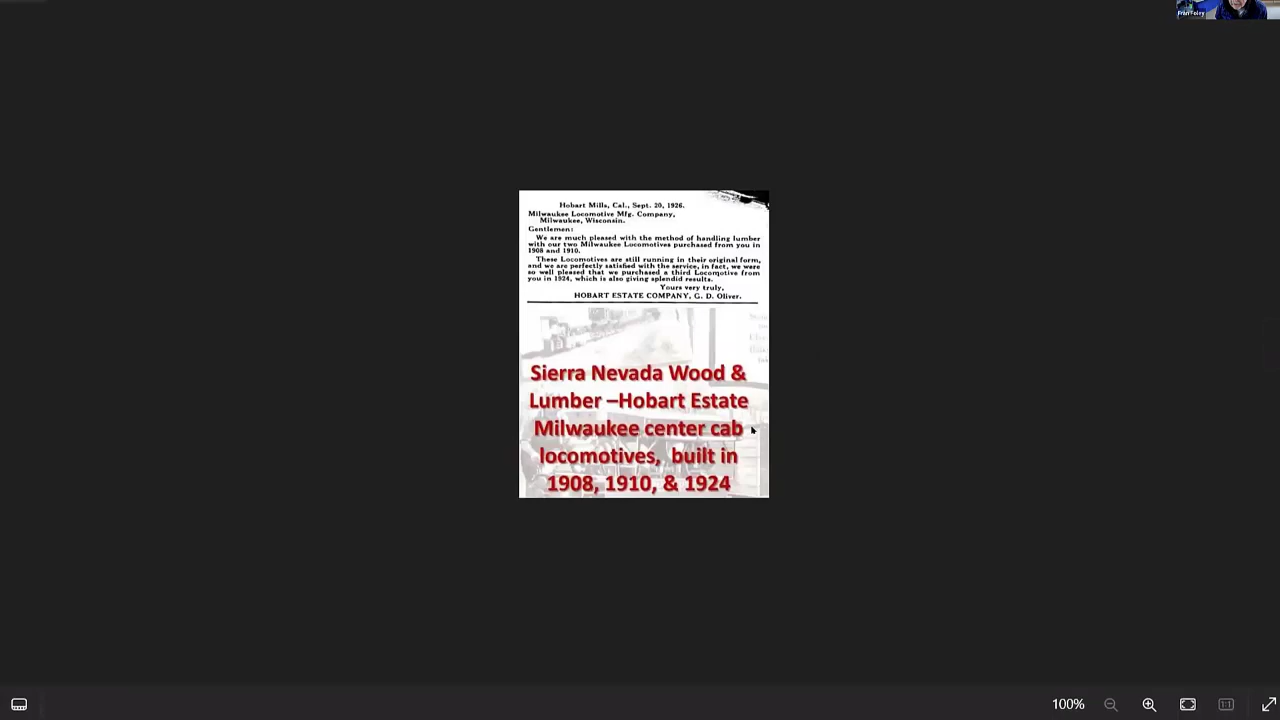 Fran Foley
Hobart Mills, Cal., Sept. 20, 1926.
Milwaukee Locomotive Mfg. Company,
Milwaukee, Wisconsin.
Gentlemen:
We are much pleased with the method of handling lumber
with our two Milwaukee Locomotives purchased from you in
1908 and 1910.
These Locomotives are still running in their original form,
and we are perfectly satisfied with the service, in fact, we were
so well pleased that we purchased a third Locomotive from
you in 1924, which is also giving splendid results.
Yours very truly,
HOBART ESTATE COMPANY, G. D. Oliver.
Sierra Nevada Wood &
Lumber –Hobart Estate
Milwaukee center cab
locomotives, built in
1908, 1910, & 1924
100%
1:1